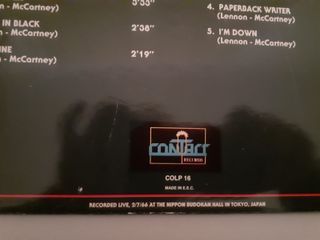 3'33"
- McCartney)
IN BLACK
2'38"
- McCartney)
INE
2'19"
- McCartney)
4. PAPERBACK WRITER
(Lennon - McCartney)
5. I'M DOWN
(Lennon - McCartney)
CONTACT
RECORDS
COLP 16
MADE IN E.E.C.
RECORDED LIVE, 2/7/66 AT THE NIPPON BUDOKAN HALL IN TOKYO, JAPAN